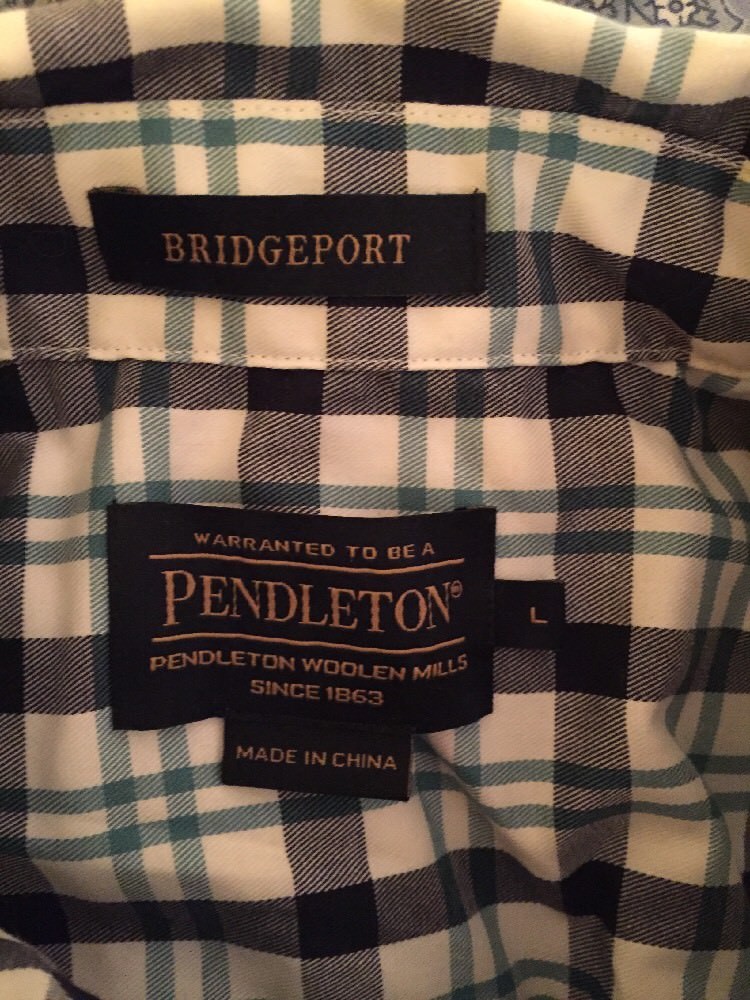 BRIDGEPORT
WARRANTED TO BE A
PENDLETON®
L
PENDLETON WOOLEN MILLS
SINCE 1863
MADE IN CHINA